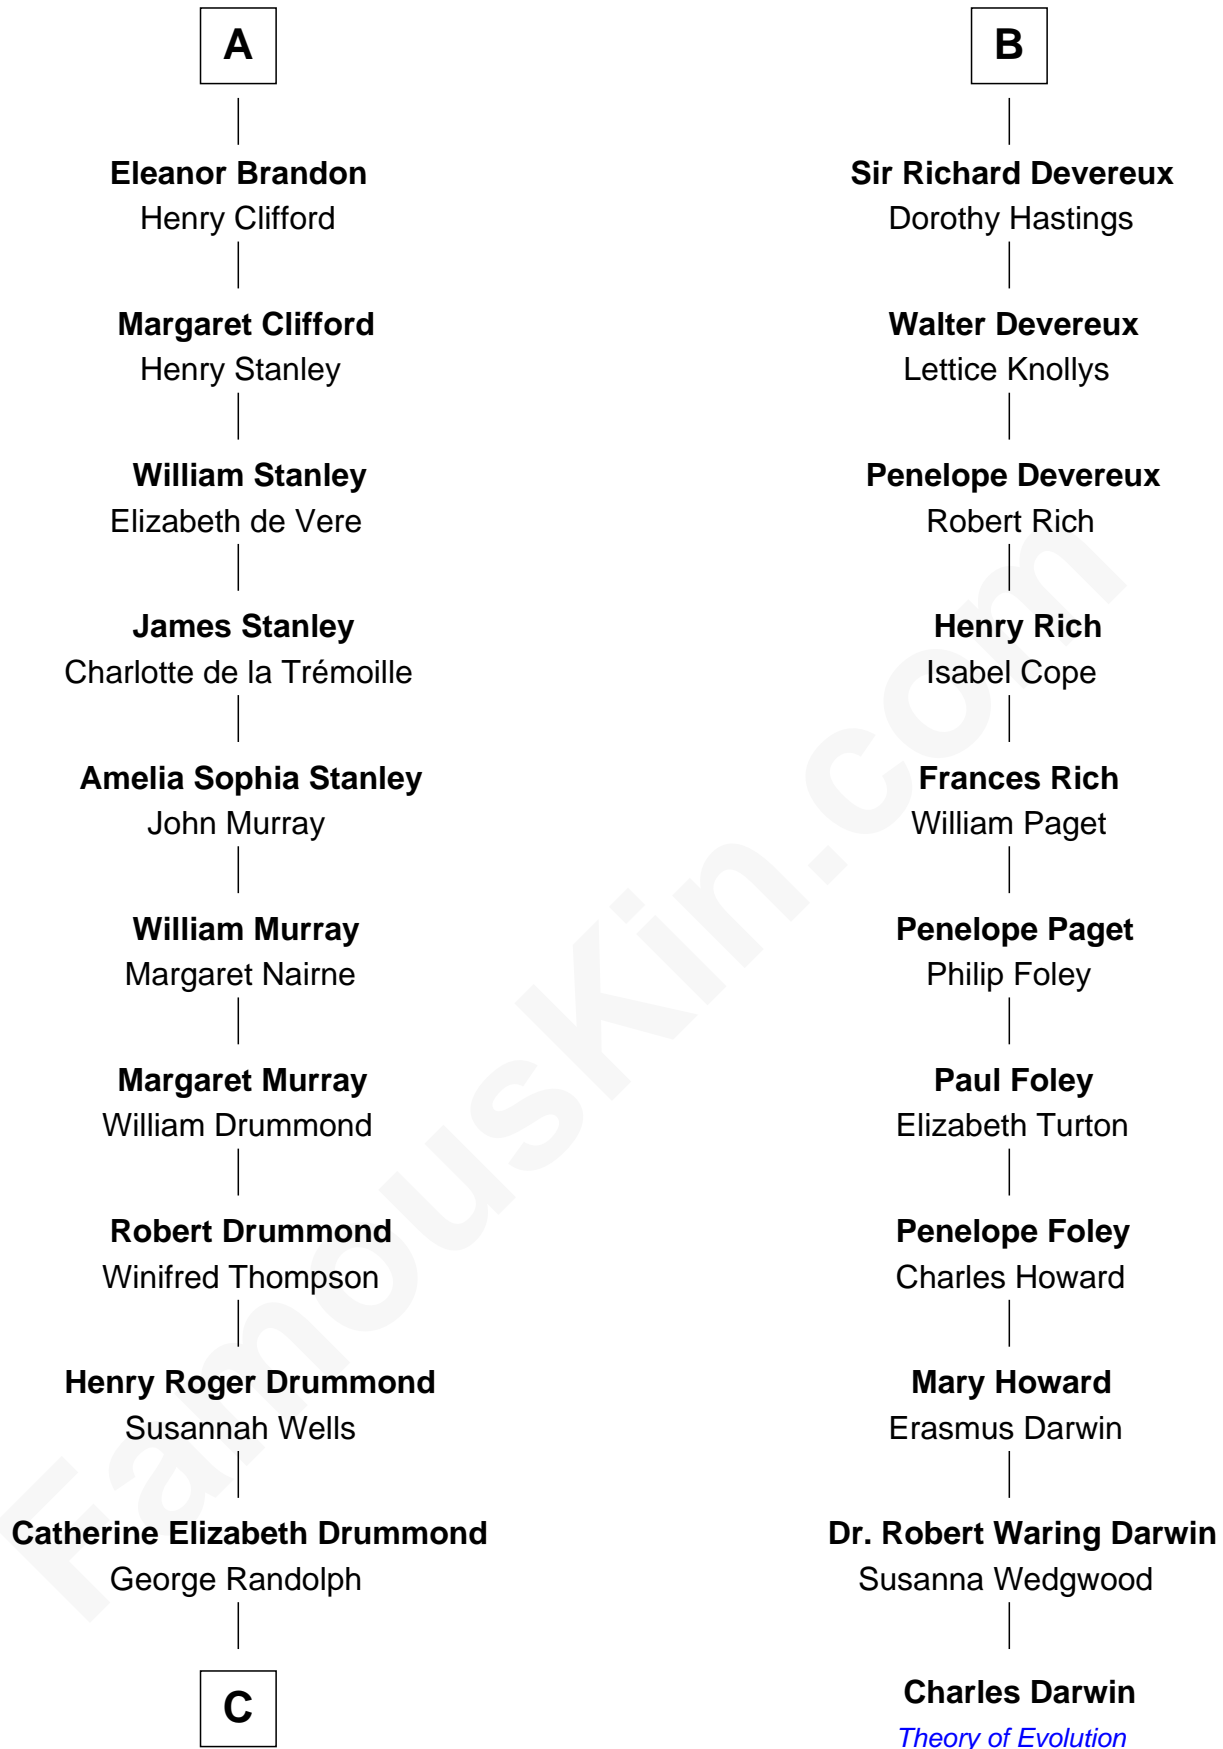 A
Eleanor Brandon
Henry Clifford
Margaret Clifford
Henry Stanley
William Stanley
Elizabeth de Vere
James Stanley
Charlotte de la Trémoille
Amelia Sophia Stanley
John Murray
William Murray
Margaret Nairne
Margaret Murray
William Drummond
Robert Drummond
Winifred Thompson
Henry Roger Drummond
Susannah Wells
Catherine Elizabeth Drummond
George Randolph
C
B
Sir Richard Devereux
Dorothy Hastings
Walter Devereux
Lettice Knollys
Penelope Devereux
Robert Rich
Henry Rich
Isabel Cope
Frances Rich
William Paget
Penelope Paget
Philip Foley
Paul Foley
Elizabeth Turton
Penelope Foley
Charles Howard
Mary Howard
Erasmus Darwin
Dr. Robert Waring Darwin
Susanna Wedgwood
Charles Darwin
Theory of Evolution
FamousKin.com